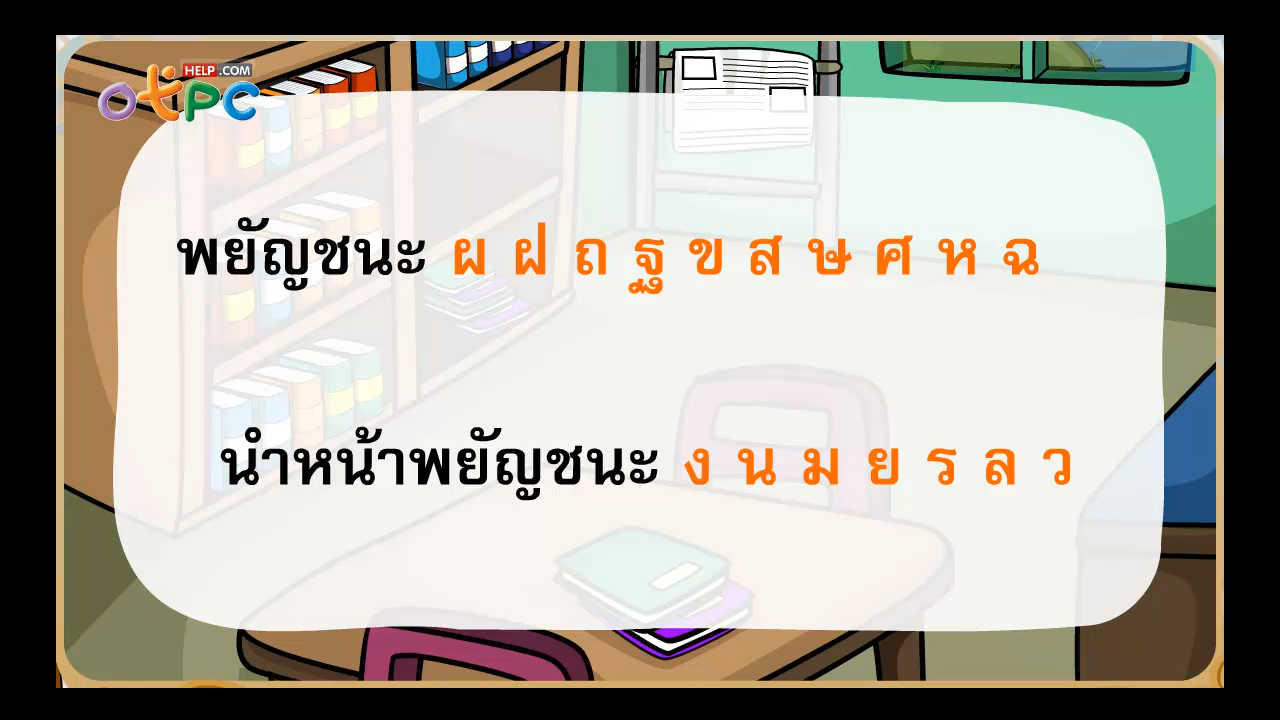 HELP.COM
otpc
พยัญชนะ ผ ฝ ถ ฐ ข ส ษ ศ ห ฉ
นำหน้าพยัญชนะ ง น ม ย ร ล ว